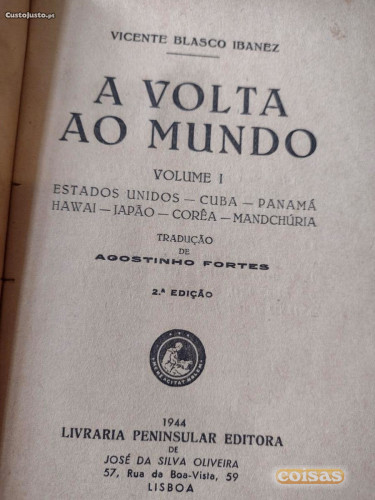 CustoJusto.pt
VICENTE BLASCO IBANEZ
A VOLTA
AO MUNDO
VOLUME I
ESTADOS UNIDOS — CUBA — PANAMÁ
HAWAI — JAPÃO — CORÊA — MANDCHÚRIA
TRADUÇÃO
DE
AGOSTINHO FORTES
2.ª EDIÇÃO
1944
LIVRARIA PENINSULAR EDITORA
DE
JOSÉ DA SILVA OLIVEIRA
57, Rua da Boa-Vista, 59
LISBOA
coisas